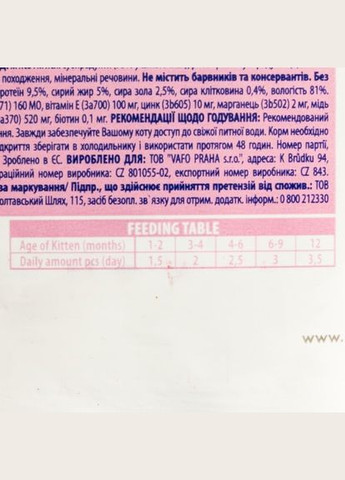 походження, мінеральні речовини. Не містить барвників та консервантів. Без
ротеїн 9,5%, сирий жир 5%, сира зола 2,5%, сира клітковина 0,4%, вологість 81%.
71) 160 МО, вітамін Е (3а700) 100 мг, цинк (3b605) 10 мг, марганець (3b502) 2 мг, мідь
а370) 520 мг, біотин 0,1 мг. РЕКОМЕНДАЦІЇ ЩОДО ГОДУВАННЯ: Рекомендований
ння. Завжди забезпечуйте Вашому коту доступ до свіжої питної води. Корм необхідно
дкриття зберігати в холодильнику і використати протягом 48 годин. Номер партії,
Зроблено в ЄС. ВИРОБЛЕНО ДЛЯ: ТОВ "VAFO PRAHA s.r.o.", адреса: K Brůdku 94,
раційний номер виробника: CZ 801055-02, експортний номер виробника: CZ 843.
ва маркування/ Підпр., що здійснює прийняття претензій від спожив.: ТОВ
олтавський Шлях, 115, засіб безопл. зв`язку для отрим. додатк. інформ.: 0 800 212330
FEEDING TABLE
Age of Kitten (months) 1-2 3-4 4-6 6-9 12
Daily amount pcs (day) 1,5 2 2,5 3 3,5
www.